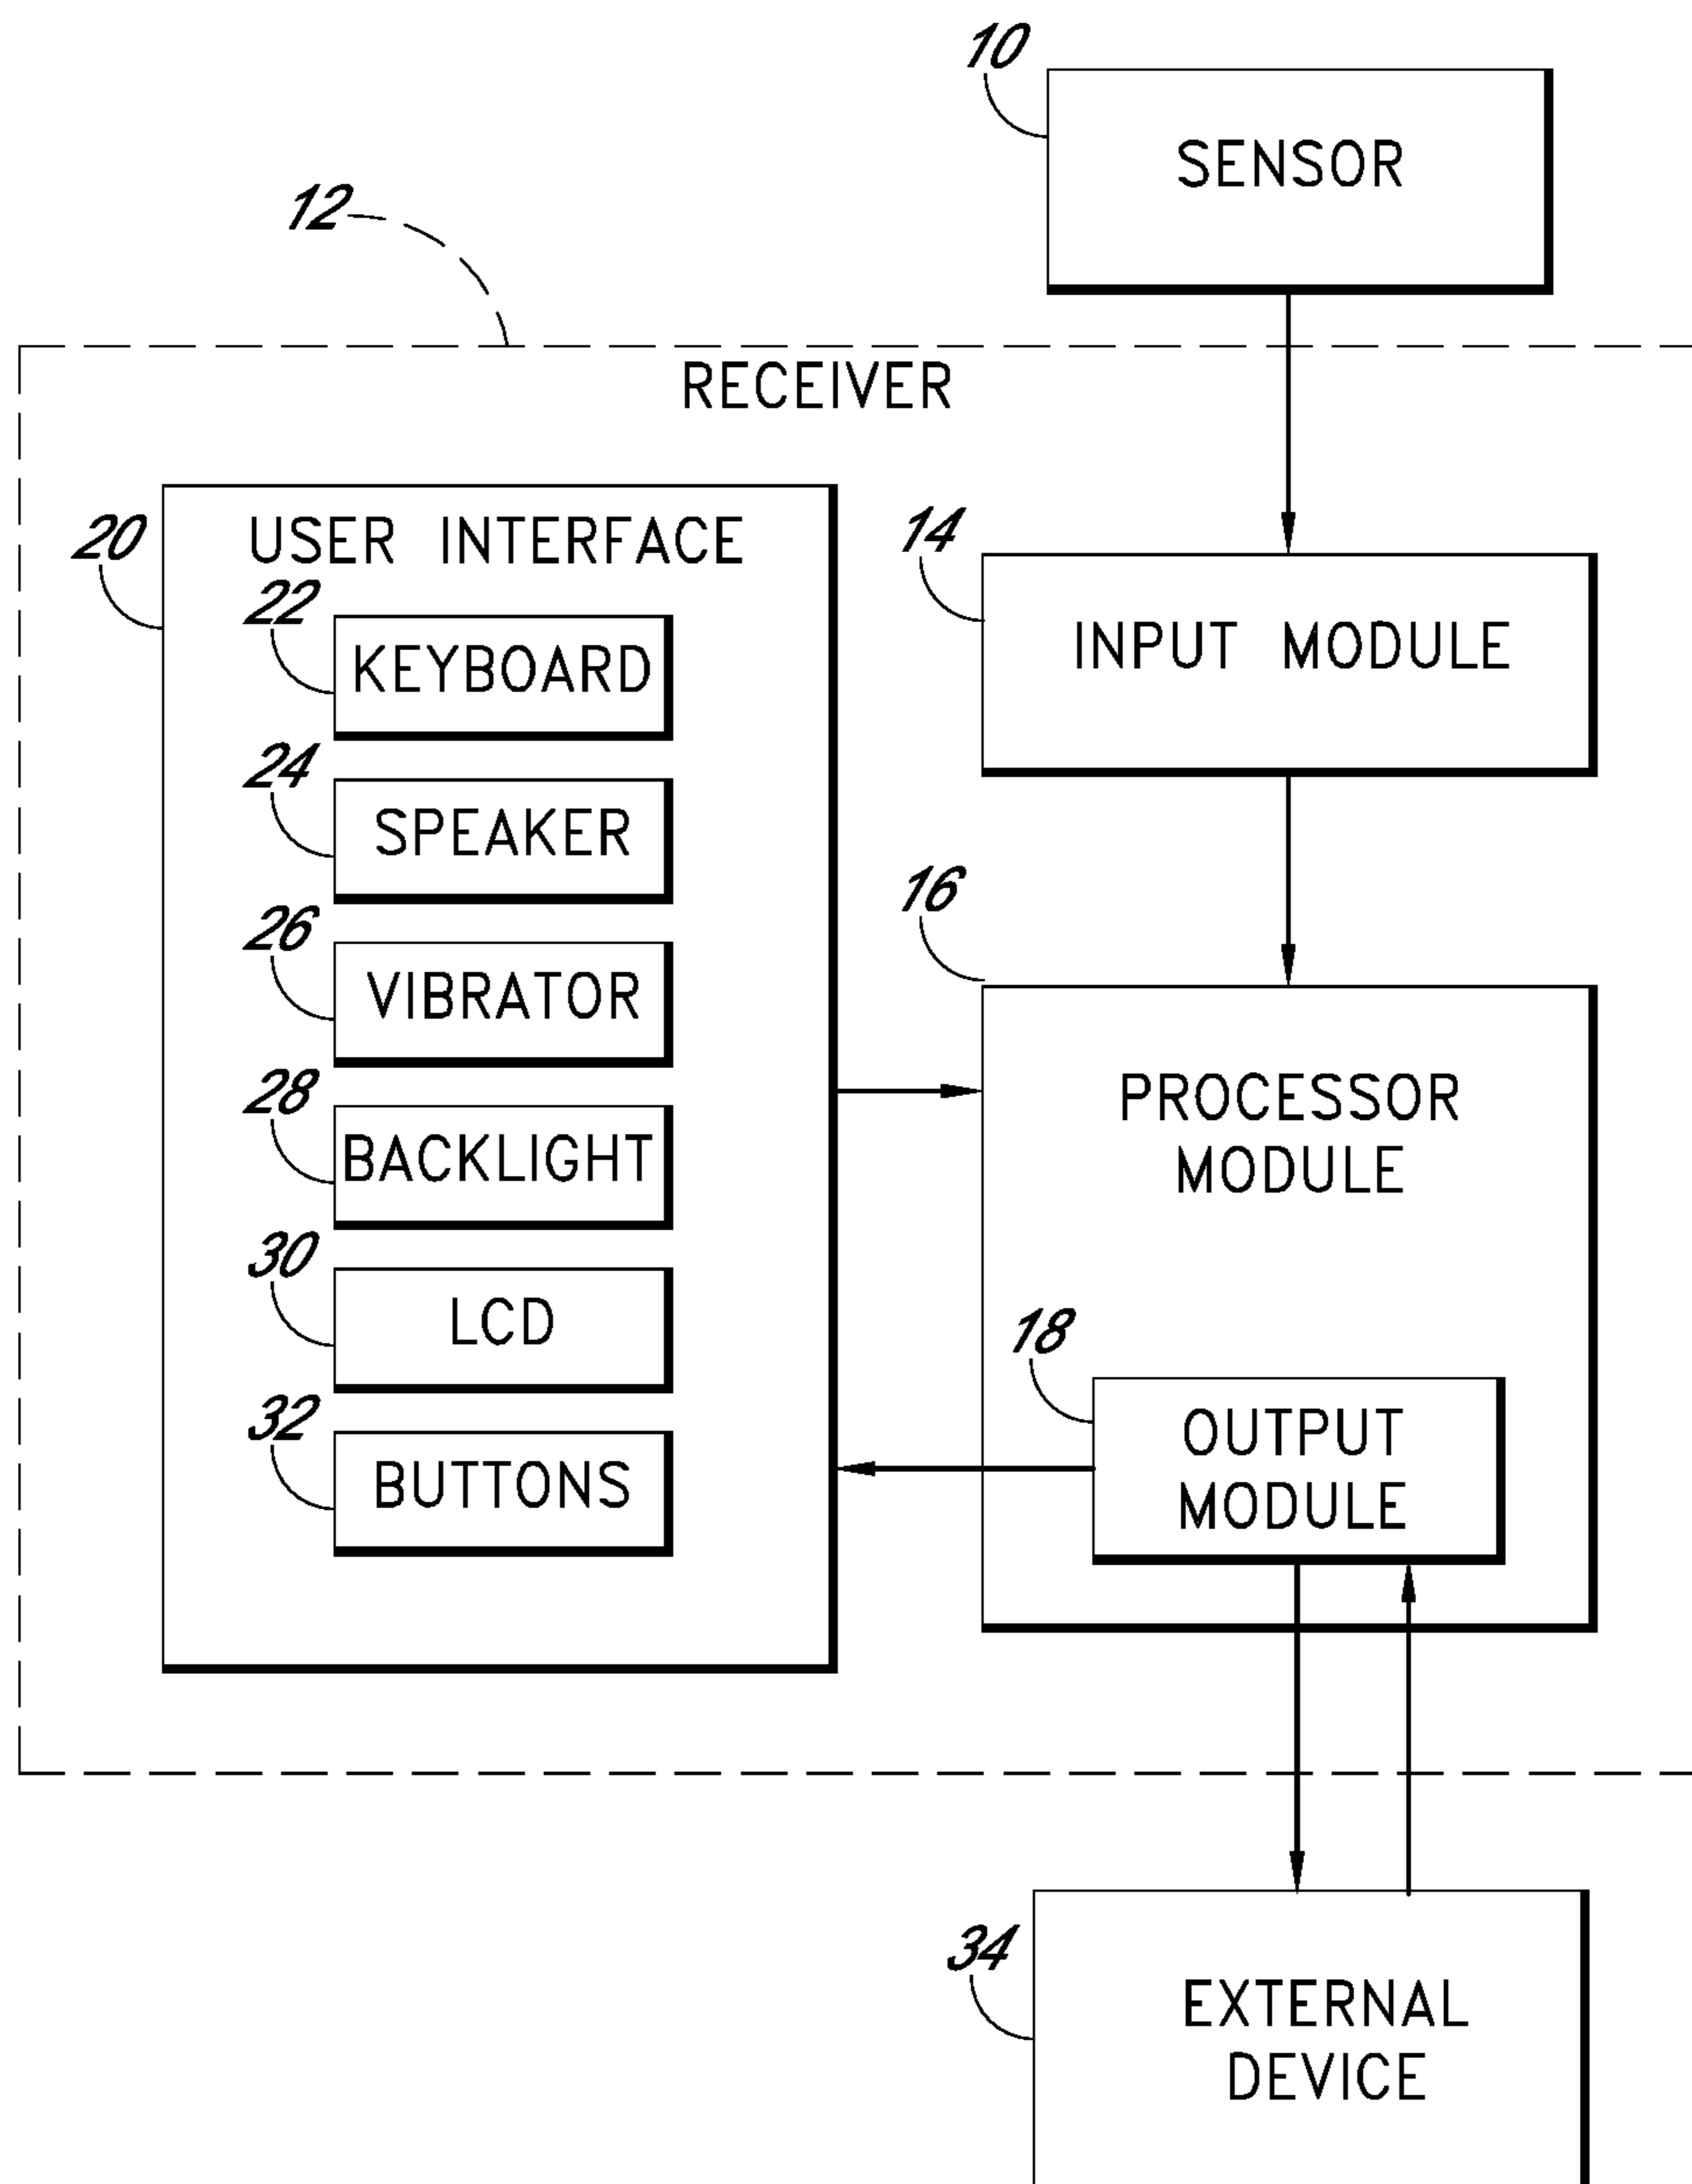 10
SENSOR
12
RECEIVER
20
USER INTERFACE
22
KEYBOARD
24
SPEAKER
26
VIBRATOR
28
BACKLIGHT
30
LCD
32
BUTTONS
14
INPUT MODULE
16
PROCESSOR
MODULE
18
OUTPUT
MODULE
34
EXTERNAL
DEVICE